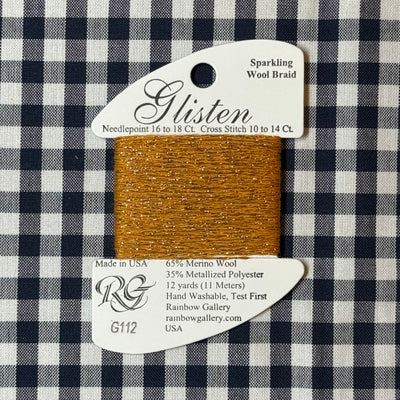 Sparkling
Wool Braid
Glisten
Needlepoint 16 to 18 Ct. Cross Stitch 10 to 14 Ct.
Made in USA
RG
G112
65% Merino Wool
35% Metallized Polyester
12 yards (11 Meters)
Hand Washable, Test First
Rainbow Gallery
rainbowgallery.com
USA